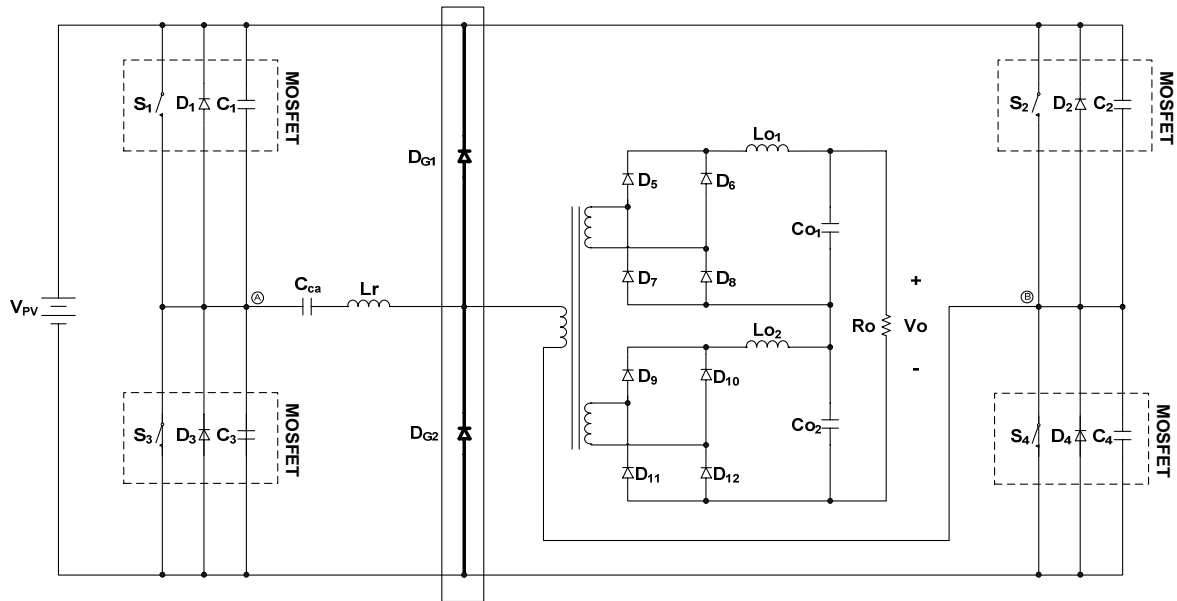 MOSFET
S1
D1
C1
MOSFET
S2
D2
C2
DG1
Lo1
D5
D6
Co1
D7
D8
A
Cca
Lr
B
VPV
+
Ro
Vo
-
Lo2
D9
D10
MOSFET
S3
D3
C3
DG2
Co2
D11
D12
MOSFET
S4
D4
C4